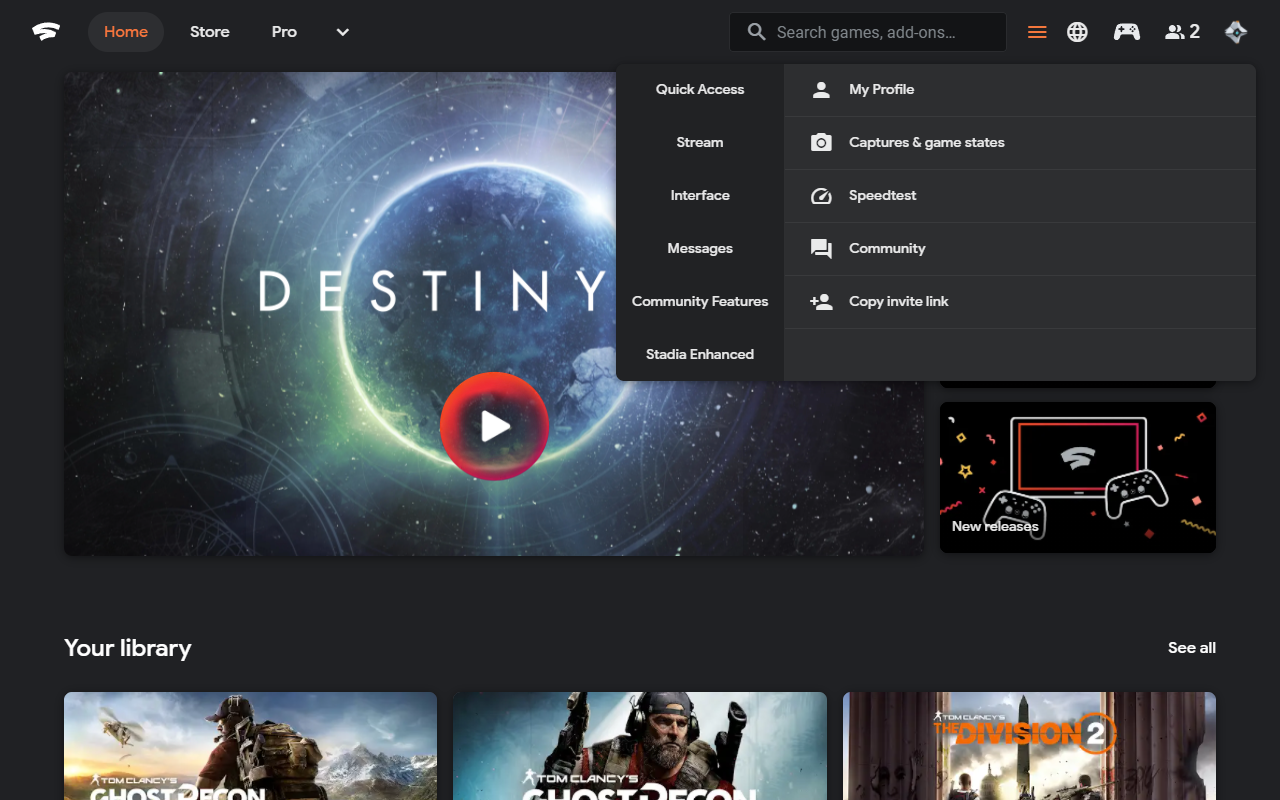 Home
Store
Pro
Search games, add-ons...
2
Quick Access
My Profile
Stream
Captures & game states
Interface
Speedtest
Messages
Community
Community Features
Copy invite link
Stadia Enhanced
DESTINY
New releases
Your library
See all
TOM CLANCY'S
GHOST RECON
TOM CLANCY'S
GHOST RECON
TOM CLANCY'S
THE DIVISION 2